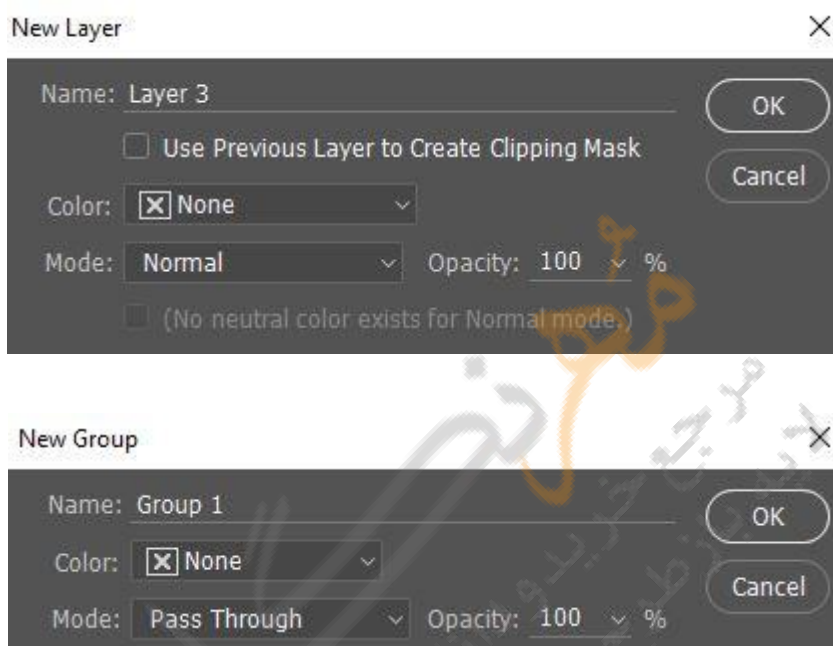 New Layer
Name: Layer 3
OK
Use Previous Layer to Create Clipping Mask
Cancel
Color: None
Mode: Normal Opacity: 100 %
(No neutral color exists for Normal mode.)
New Group
Name: Group 1
OK
Color: None
Cancel
Mode: Pass Through Opacity: 100 %